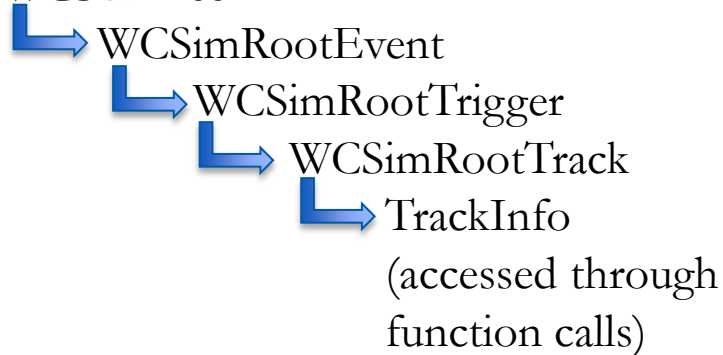 WCSimRootEvent
WCSimRootTrigger
WCSimRootTrack
TrackInfo
(accessed through
function calls)